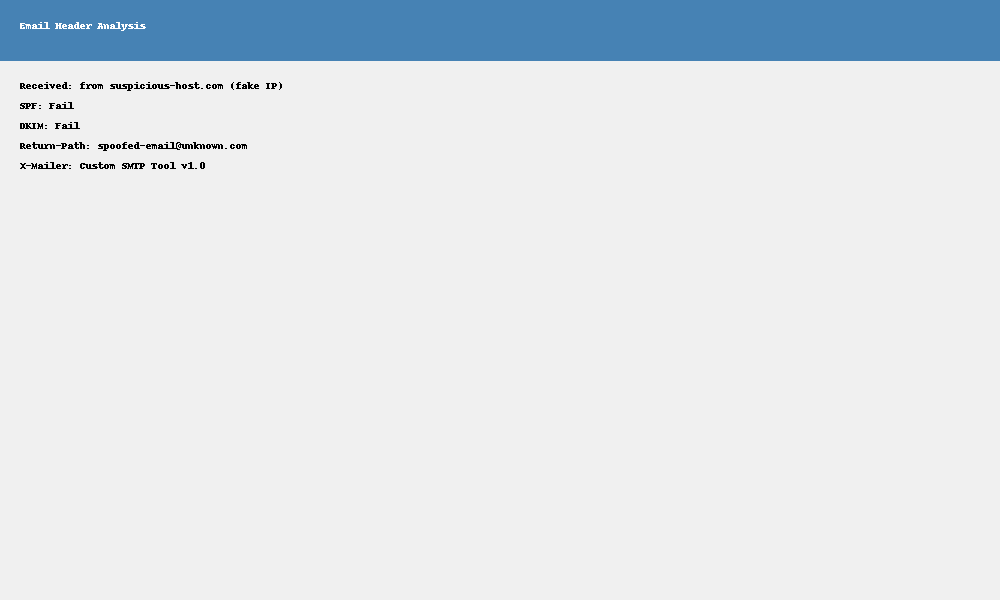 Email Header Analysis
Received: from suspicious-host.com (fake IP)
SPF: Fail
DKIM: Fail
Return-Path: spoofed-email@unknown.com
X-Mailer: Custom SMTP Tool v1.0